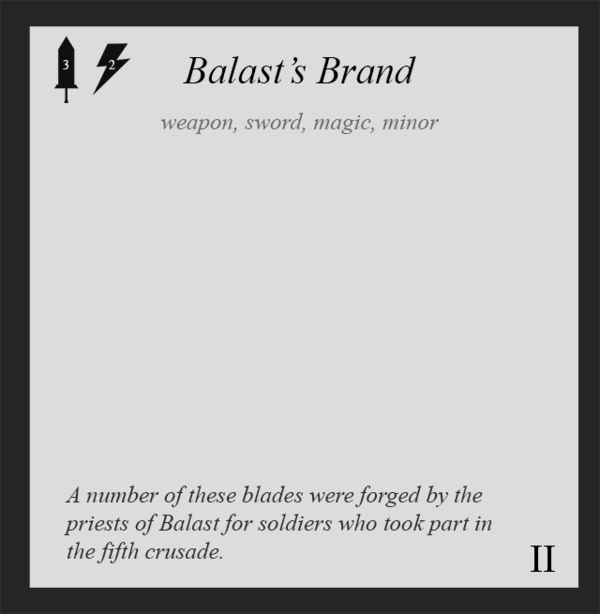 3 2 Balast’s Brand
weapon, sword, magic, minor
A number of these blades were forged by the
priests of Balast for soldiers who took part in
the fifth crusade.
II